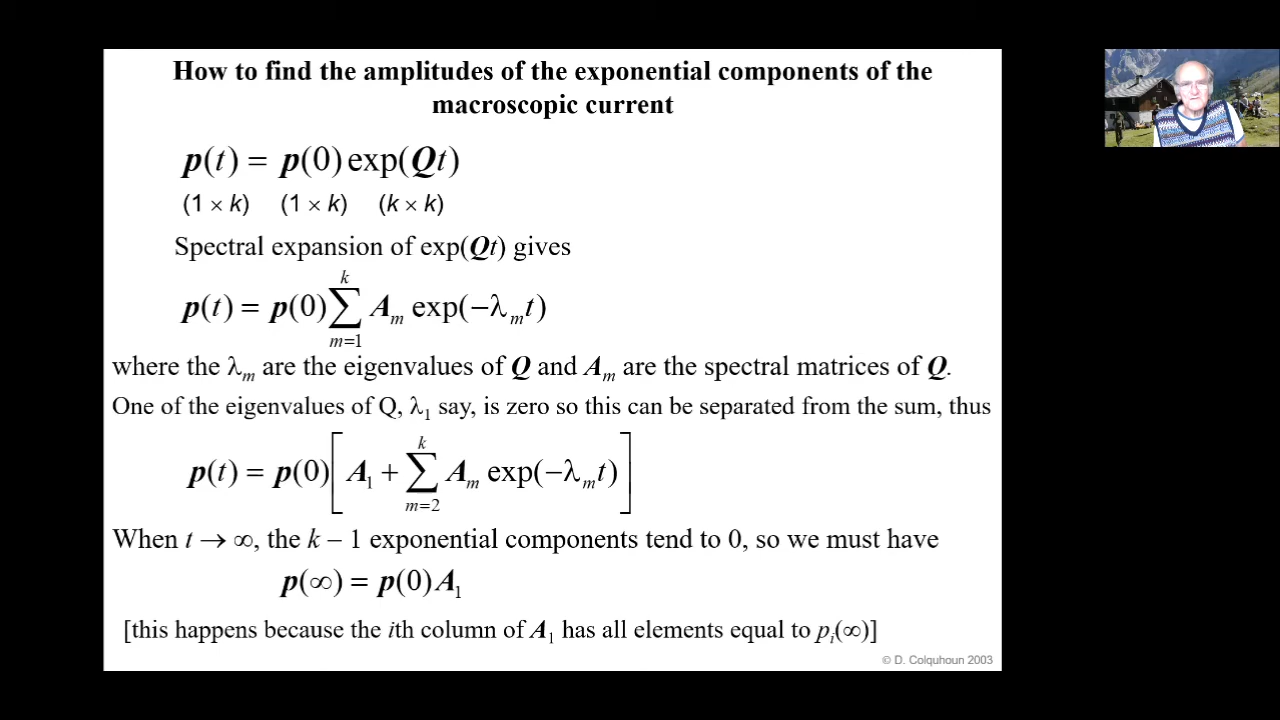 How to find the amplitudes of the exponential components of the
macroscopic current
p(t) = p(0) exp(Qt)
(1 × k) (1 × k) (k × k)
Spectral expansion of exp(Qt) gives
p(t) = p(0) ∑_{m=1}^{k} A_m exp(−λ_m t)
where the λ_m are the eigenvalues of Q and A_m are the spectral matrices of Q.
One of the eigenvalues of Q, λ_1 say, is zero so this can be separated from the sum, thus
p(t) = p(0) [ A_1 + ∑_{m=2}^{k} A_m exp(−λ_m t) ]
When t → ∞, the k − 1 exponential components tend to 0, so we must have
p(∞) = p(0) A_1
[this happens because the ith column of A_1 has all elements equal to p_i(∞)]
© D. Colquhoun 2003